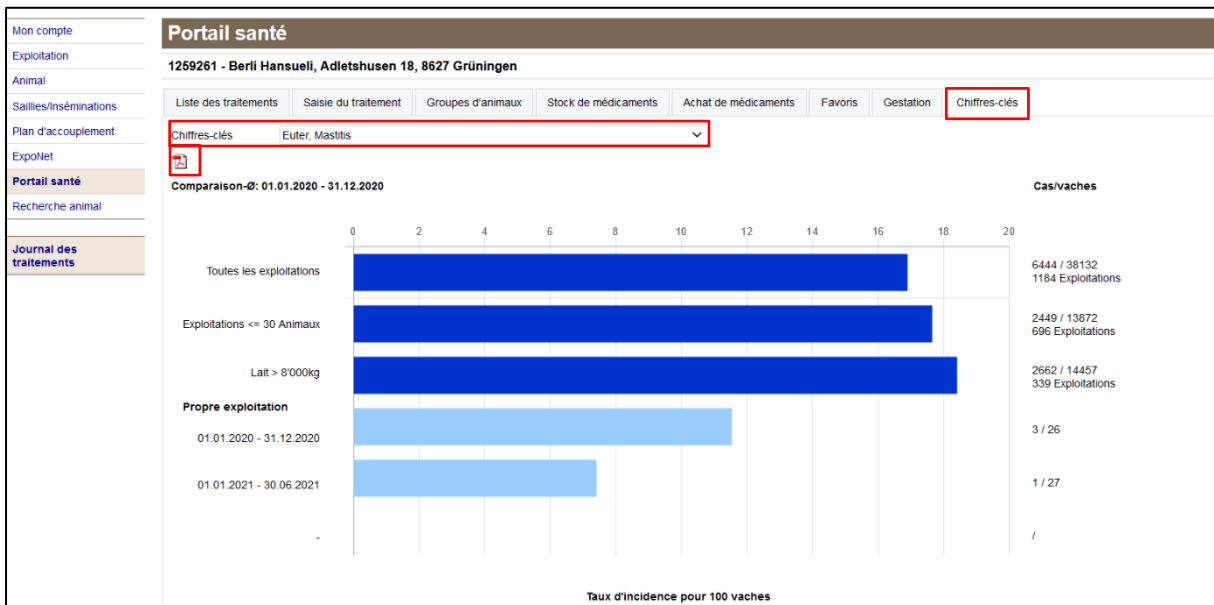 Mon compte
Exploitation
Animal
Saillies/Inséminations
Plan d'accouplement
ExpoNet
Portail santé
Recherche animal
Journal des
traitements
Portail santé
1259261 - Berli Hansueli, Adletshusen 18, 8627 Grüningen
Liste des traitements Saisie du traitement Groupes d'animaux Stock de médicaments Achat de médicaments Favoris Gestation Chiffres-clés
Chiffres-clés Euter, Mastitis
Comparaison-Ø: 01.01.2020 - 31.12.2020 Cas/vaches
0 2 4 6 8 10 12 14 16 18 20
Toutes les exploitations 6444 / 38132
1184 Exploitations
Exploitations <= 30 Animaux 2449 / 13872
696 Exploitations
Lait > 8'000kg 2662 / 14457
339 Exploitations
Propre exploitation
01.01.2020 - 31.12.2020 3 / 26
01.01.2021 - 30.06.2021 1 / 27
- /
Taux d'incidence pour 100 vaches